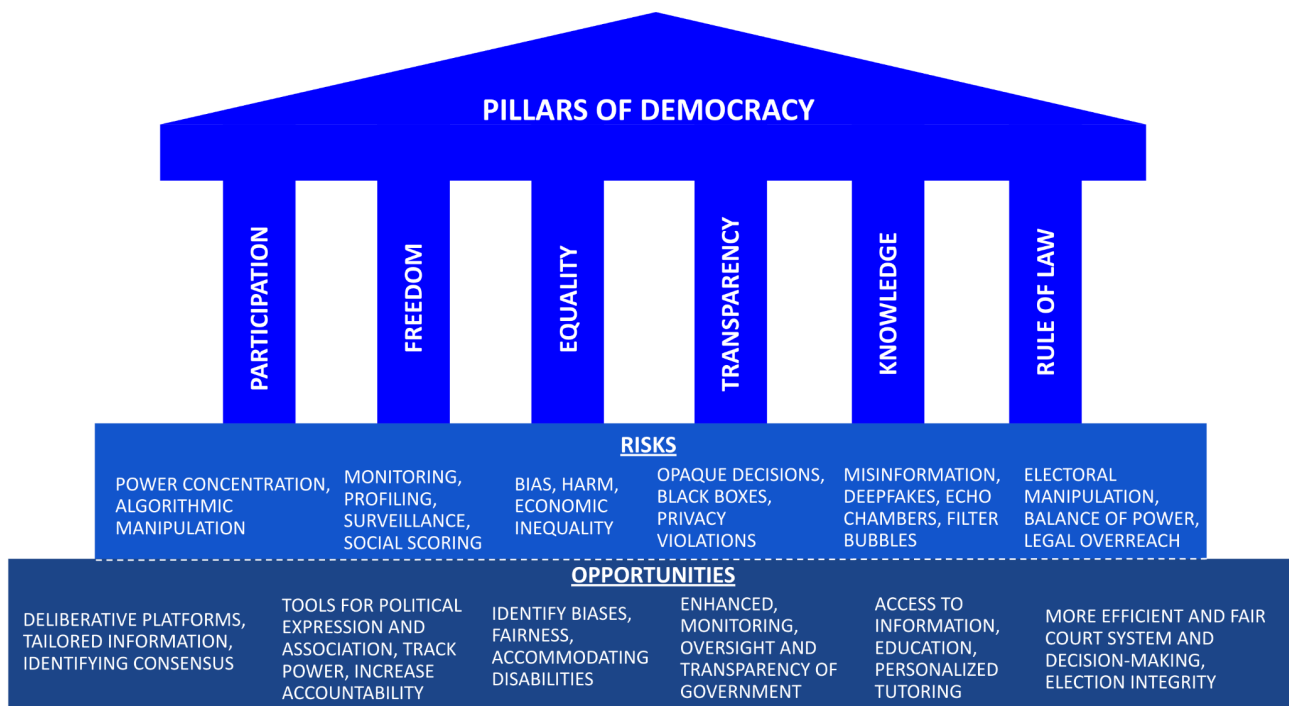 PILLARS OF DEMOCRACY
PARTICIPATION
FREEDOM
EQUALITY
TRANSPARENCY
KNOWLEDGE
RULE OF LAW
RISKS
POWER CONCENTRATION,
ALGORITHMIC
MANIPULATION
MONITORING,
PROFILING,
SURVEILLANCE,
SOCIAL SCORING
BIAS, HARM,
ECONOMIC
INEQUALITY
OPAQUE DECISIONS,
BLACK BOXES,
PRIVACY
VIOLATIONS
MISINFORMATION,
DEEPFAKES, ECHO
CHAMBERS, FILTER
BUBBLES
ELECTORAL
MANIPULATION,
BALANCE OF POWER,
LEGAL OVERREACH
OPPORTUNITIES
DELIBERATIVE PLATFORMS,
TAILORED INFORMATION,
IDENTIFYING CONSENSUS
TOOLS FOR POLITICAL
EXPRESSION AND
ASSOCIATION, TRACK
POWER, INCREASE
ACCOUNTABILITY
IDENTIFY BIASES,
FAIRNESS,
ACCOMMODATING
DISABILITIES
ENHANCED,
MONITORING,
OVERSIGHT AND
TRANSPARENCY OF
GOVERNMENT
ACCESS TO
INFORMATION,
EDUCATION,
PERSONALIZED
TUTORING
MORE EFFICIENT AND FAIR
COURT SYSTEM AND
DECISION-MAKING,
ELECTION INTEGRITY